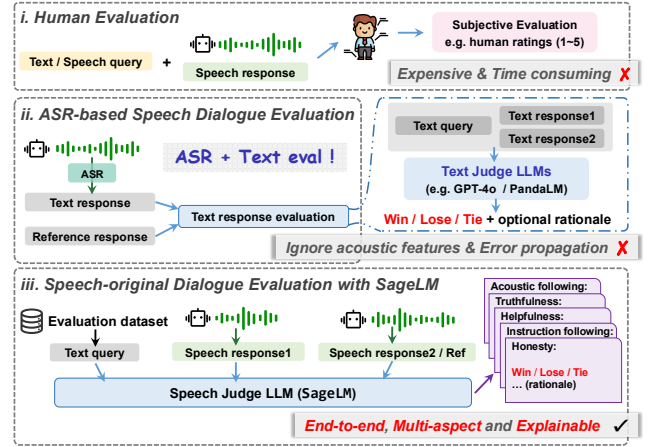 i. Human Evaluation
Text / Speech query
+
Speech response
Subjective Evaluation
e.g. human ratings (1~5)
Expensive & Time consuming ✗
ii. ASR-based Speech Dialogue Evaluation
ASR
ASR + Text eval !
Text response
Reference response
Text response evaluation
Text query
Text response1
Text response2
Text Judge LLMs
(e.g. GPT-4o / PandaLM)
Win / Lose / Tie + optional rationale
Ignore acoustic features & Error propagation ✗
iii. Speech-original Dialogue Evaluation with SageLM
Evaluation dataset
Text query
Speech response1
Speech response2 / Ref
Speech Judge LLM (SageLM)
Acoustic following:
Truthfulness:
Helpfulness:
Instruction following:
Honesty:
Win / Lose / Tie
... (rationale)
End-to-end, Multi-aspect and Explainable ✓